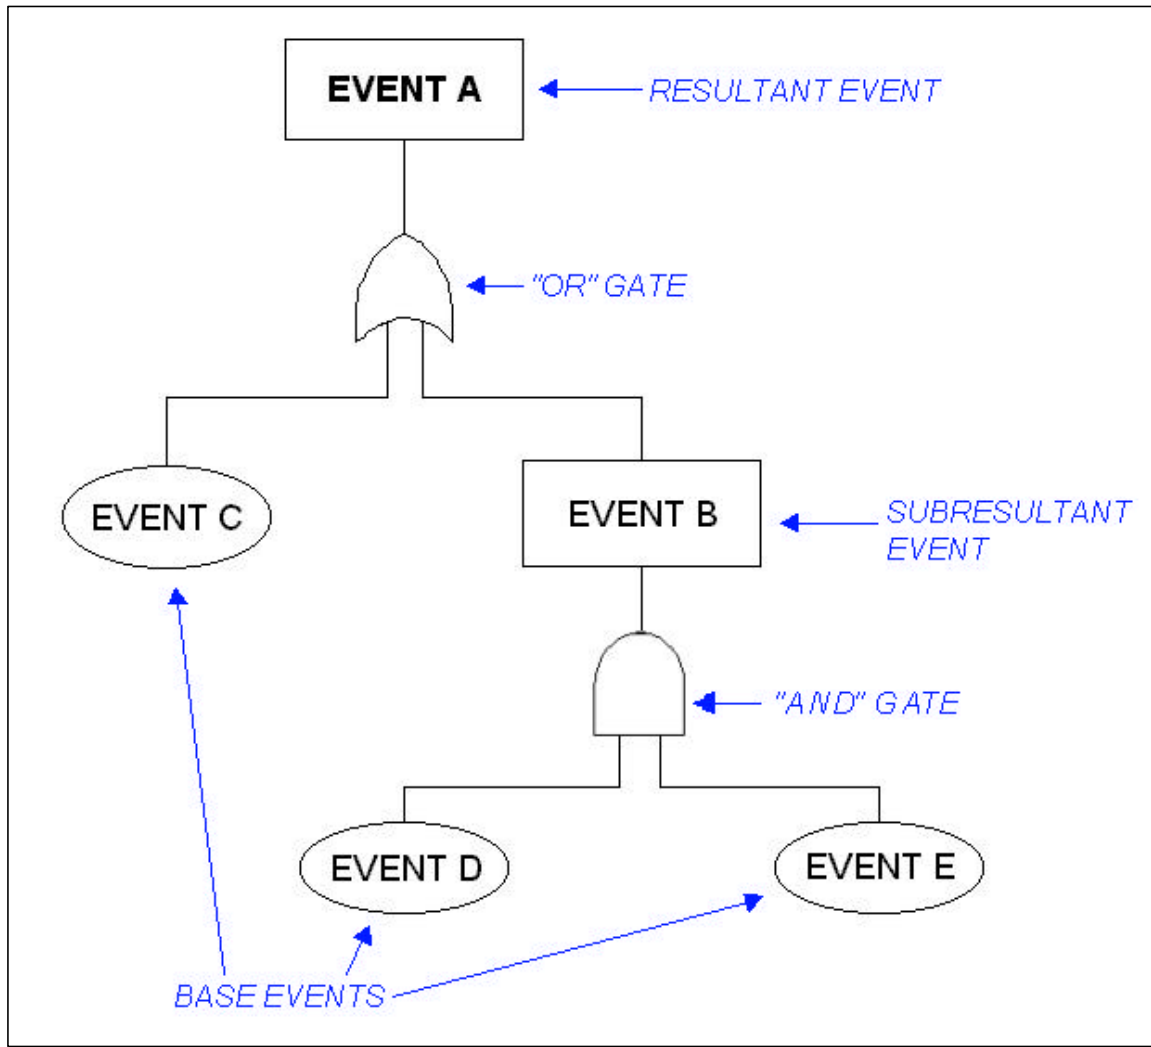 EVENT A
RESULTANT EVENT
"OR" GATE
EVENT C
EVENT B
SUBRESULTANT
EVENT
"AND" GATE
EVENT D
EVENT E
BASE EVENTS